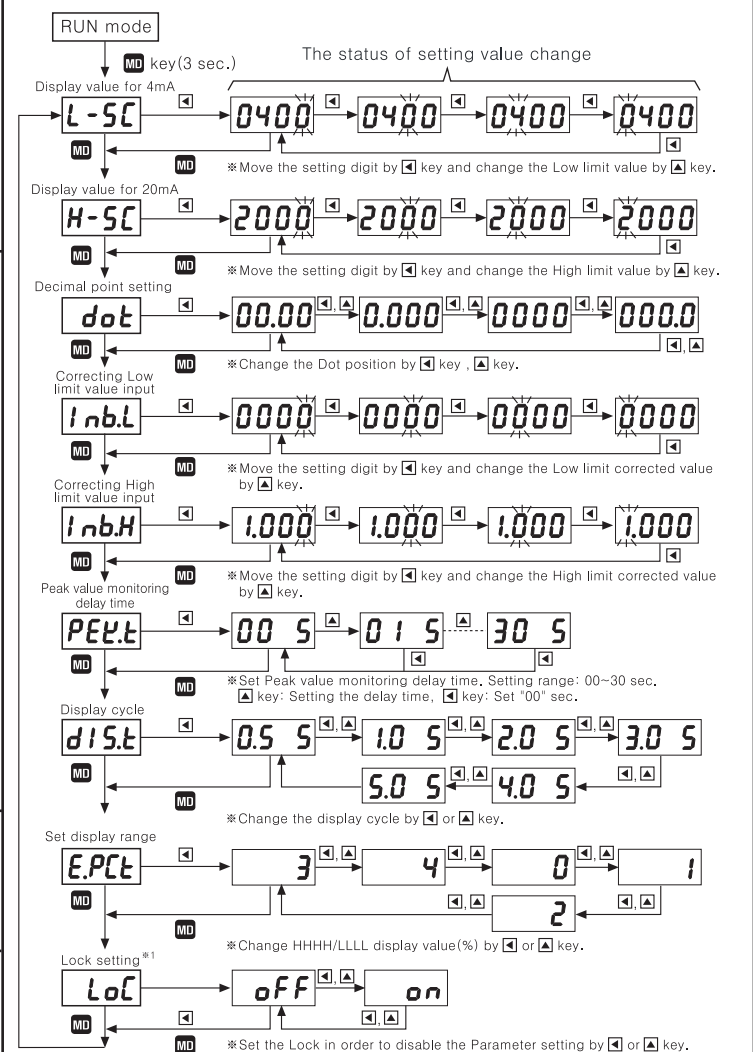 RUN mode
MD key(3 sec.)
The status of setting value change
Display value for 4mA
L-SC ◀ 0400 ◀ 0400 ◀ 0400 ◀ 0400
MD MD ◀
※Move the setting digit by ◀ key and change the Low limit value by ▲ key.
Display value for 20mA
H-SC ◀ 2000 ◀ 2000 ◀ 2000 ◀ 2000
MD MD ◀
※Move the setting digit by ◀ key and change the High limit value by ▲ key.
Decimal point setting
dot ◀ 00.00 ◀,▲ 0.000 ◀,▲ 0000 ◀,▲ 000.0
MD MD ◀,▲
※Change the Dot position by ◀ key , ▲ key.
Correcting Low
limit value input
Inb.L ◀ 0000 ◀ 0000 ◀ 0000 ◀ 0000
MD MD ◀
※Move the setting digit by ◀ key and change the Low limit corrected value
by ▲ key.
Correcting High
limit value input
Inb.H ◀ 1.000 ◀ 1.000 ◀ 1.000 ◀ 1.000
MD MD ◀
※Move the setting digit by ◀ key and change the High limit corrected value
by ▲ key.
Peak value monitoring
delay time
PEK.t ◀ 00 S ▲ 01 S ▲ 30 S
MD MD ◀ ◀
※Set Peak value monitoring delay time. Setting range: 00~30 sec.
▲ key: Setting the delay time, ◀ key: Set "00" sec.
Display cycle
dIS.t ◀ 0.5 S ◀,▲ 1.0 S ◀,▲ 2.0 S ◀,▲ 3.0 S
MD MD 5.0 S ◀,▲ 4.0 S ◀,▲
※Change the display cycle by ◀ or ▲ key.
Set display range
E.PCt ◀ 3 ◀,▲ 4 ◀,▲ 0 ◀,▲ 1
MD MD ◀,▲ 2 ◀,▲
※Change HHHH/LLLL display value(%) by ◀ or ▲ key.
Lock setting ※1
LoC oFF ◀,▲ on
MD ◀ MD ◀,▲
※Set the Lock in order to disable the Parameter setting by ◀ or ▲ key.